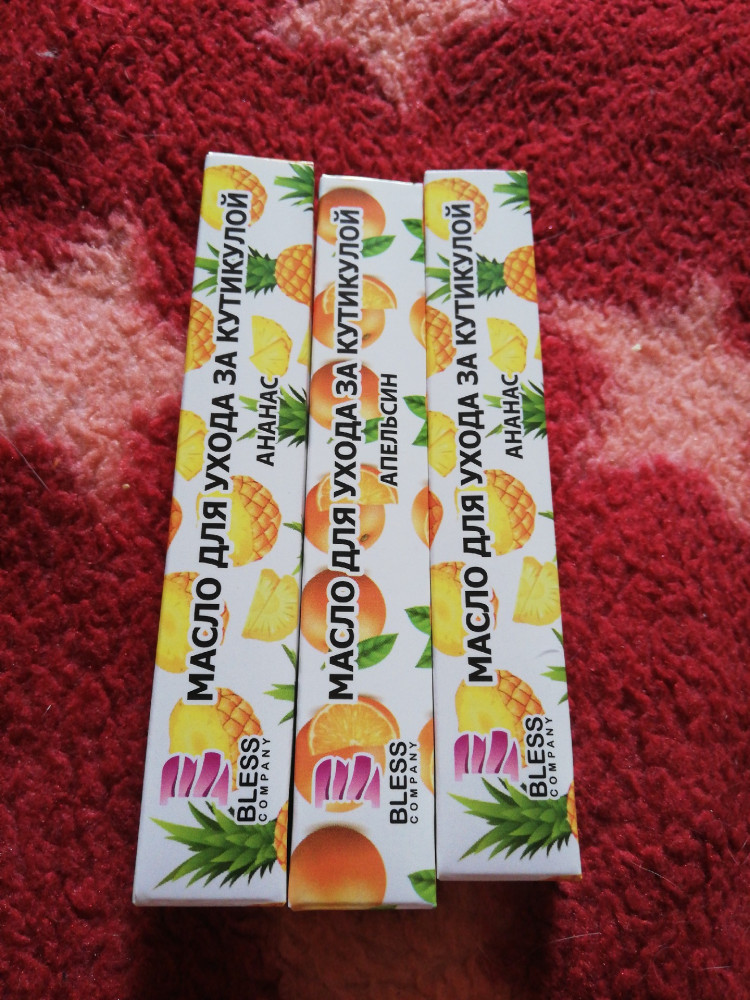 МАСЛО ДЛЯ УХОДА ЗА КУТИКУЛОЙ
АНАНАС
BLESS
COMPANY
МАСЛО ДЛЯ УХОДА ЗА КУТИКУЛОЙ
АПЕЛЬСИН
BLESS
COMPANY
МАСЛО ДЛЯ УХОДА ЗА КУТИКУЛОЙ
АНАНАС
BLESS
COMPANY